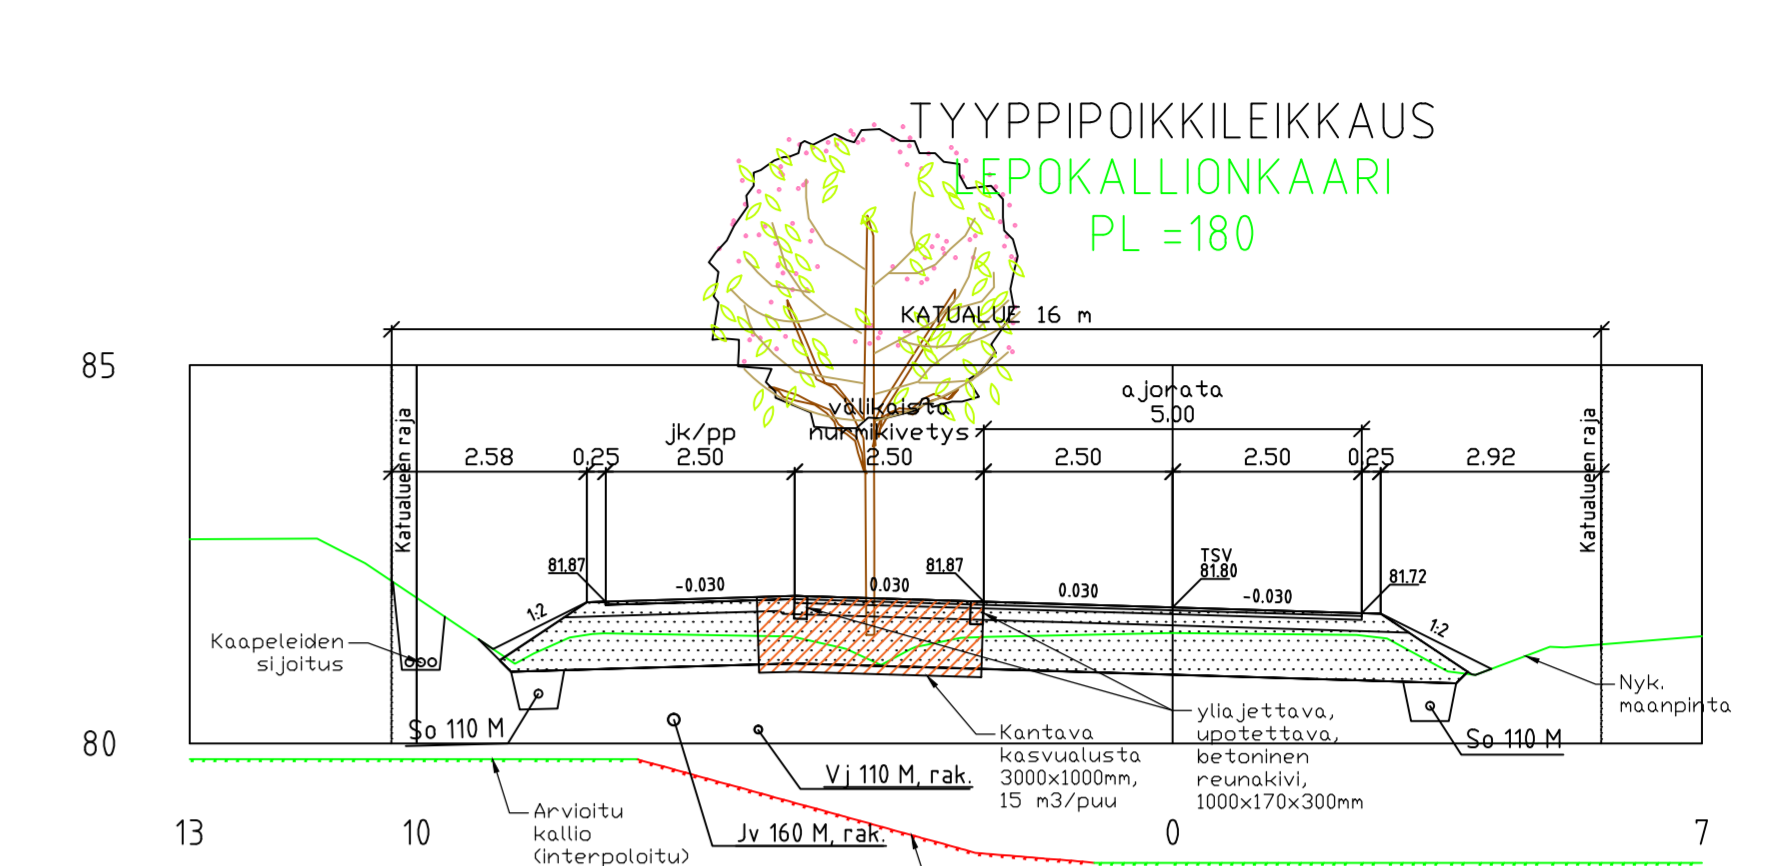 TYYPPIPOIKKILEIKKAUS
LEPOKALLIONKAARI
PL =180
KATUALUE 16 m
85
ajorata
5.00
välikaista
nurmikivetys
jk/pp
2.58
0.25
2.50
2.50
2.50
2.50
0.25
2.92
Katualueen raja
Katualueen raja
81.87
-0.030
0.030
81.87
0.030
TSV
81.80
-0.030
81.72
1:2
1:2
Kaapeleiden
sijoitus
So 110 M
Nyk.
maanpinta
yliajettava,
upotettava,
betoninen
reunakivi,
1000x170x300mm
Kantava
kasvualusta
3000x1000mm,
15 m3/puu
So 110 M
80
Vj 110 M, rak.
Jv 160 M, rak.
Arvioitu
kallio
(interpoloitu)
13
10
0
7